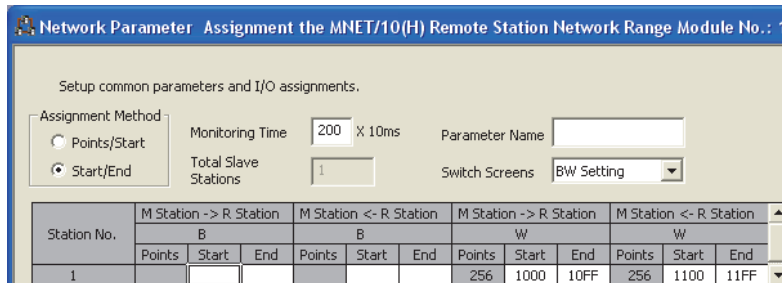 Network Parameter Assignment the MNET/10(H) Remote Station Network Range Module No.:
Setup common parameters and I/O assignments.
Assignment Method
Points/Start
Start/End
Monitoring Time 200 X 10ms
Total Slave Stations 1
Parameter Name
Switch Screens BW Setting
Station No. M Station -> R Station M Station <- R Station M Station -> R Station M Station <- R Station
B B W W
Points Start End Points Start End Points Start End Points Start End
1 256 1000 10FF 256 1100 11FF